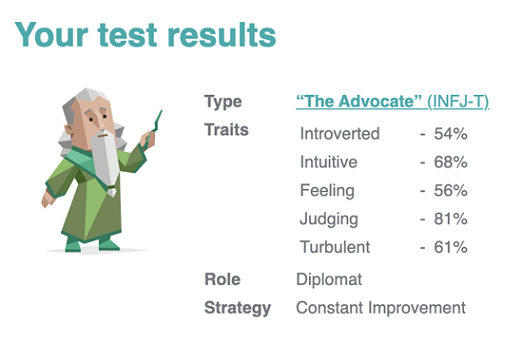 Your test results
Type “The Advocate” (INFJ-T)
Traits
Introverted - 54%
Intuitive - 68%
Feeling - 56%
Judging - 81%
Turbulent - 61%
Role Diplomat
Strategy Constant Improvement